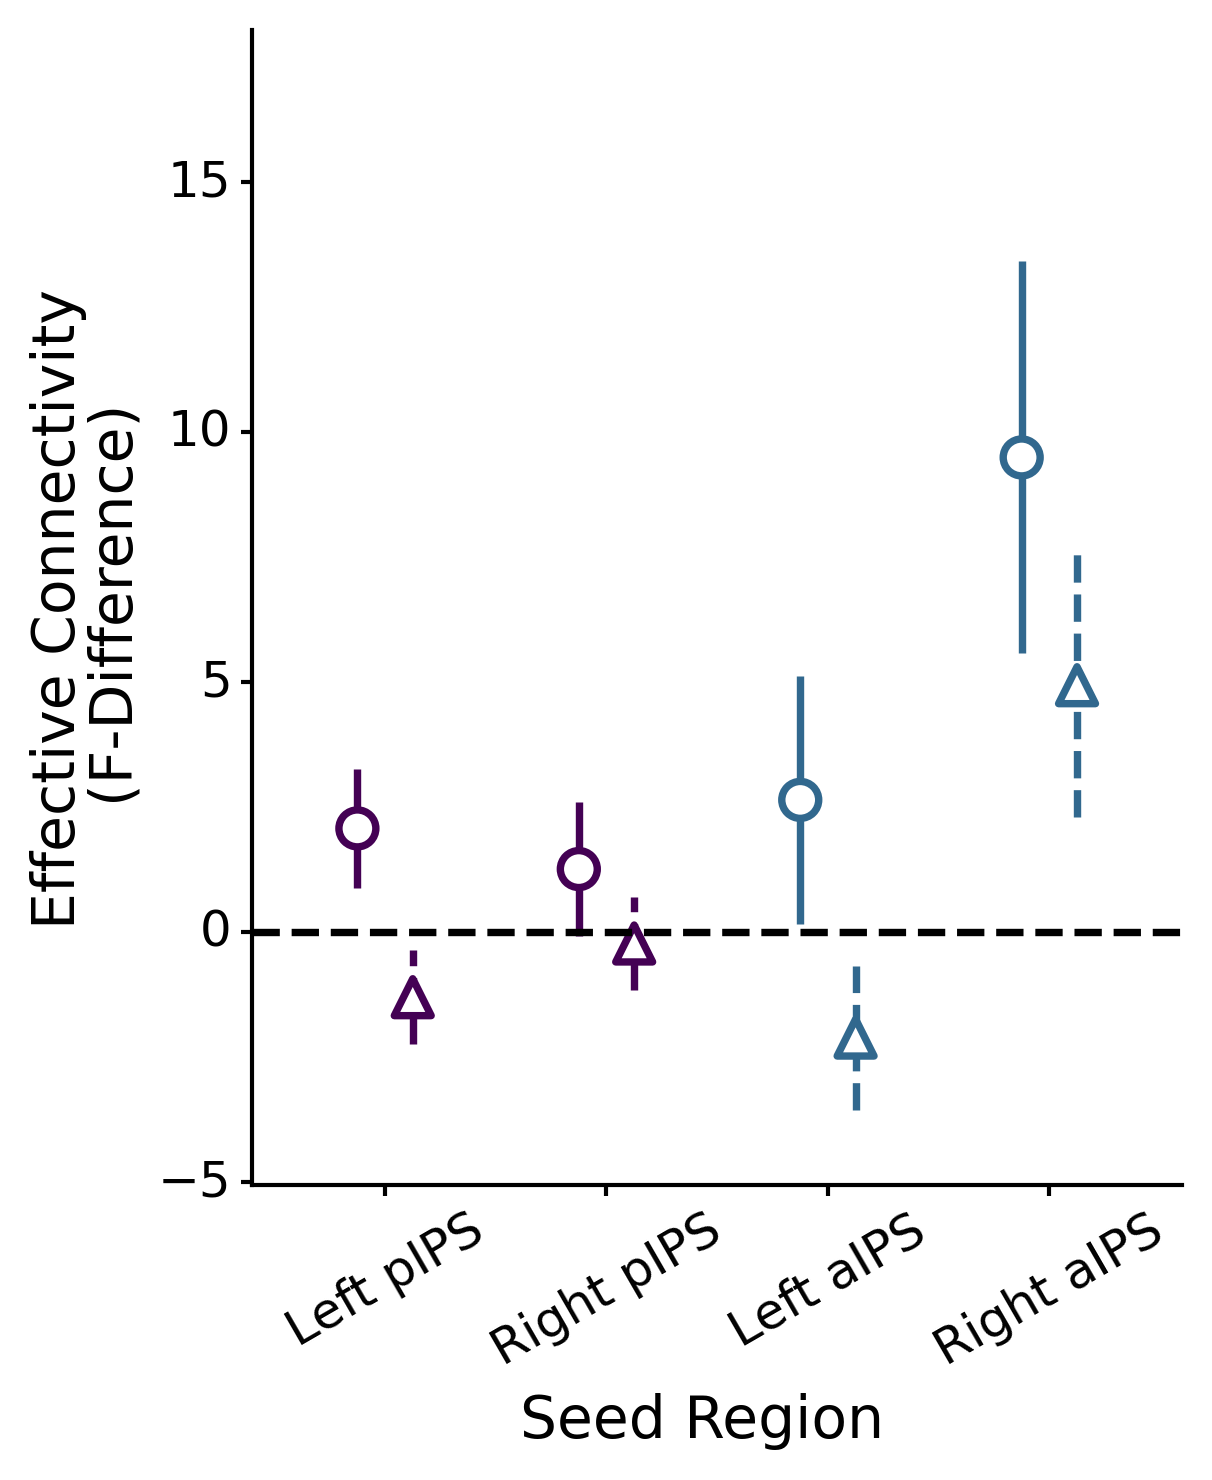 Effective Connectivity
(F-Difference)
15
10
5
0
−5
Left pIPS
Right pIPS
Left aIPS
Right aIPS
Seed Region